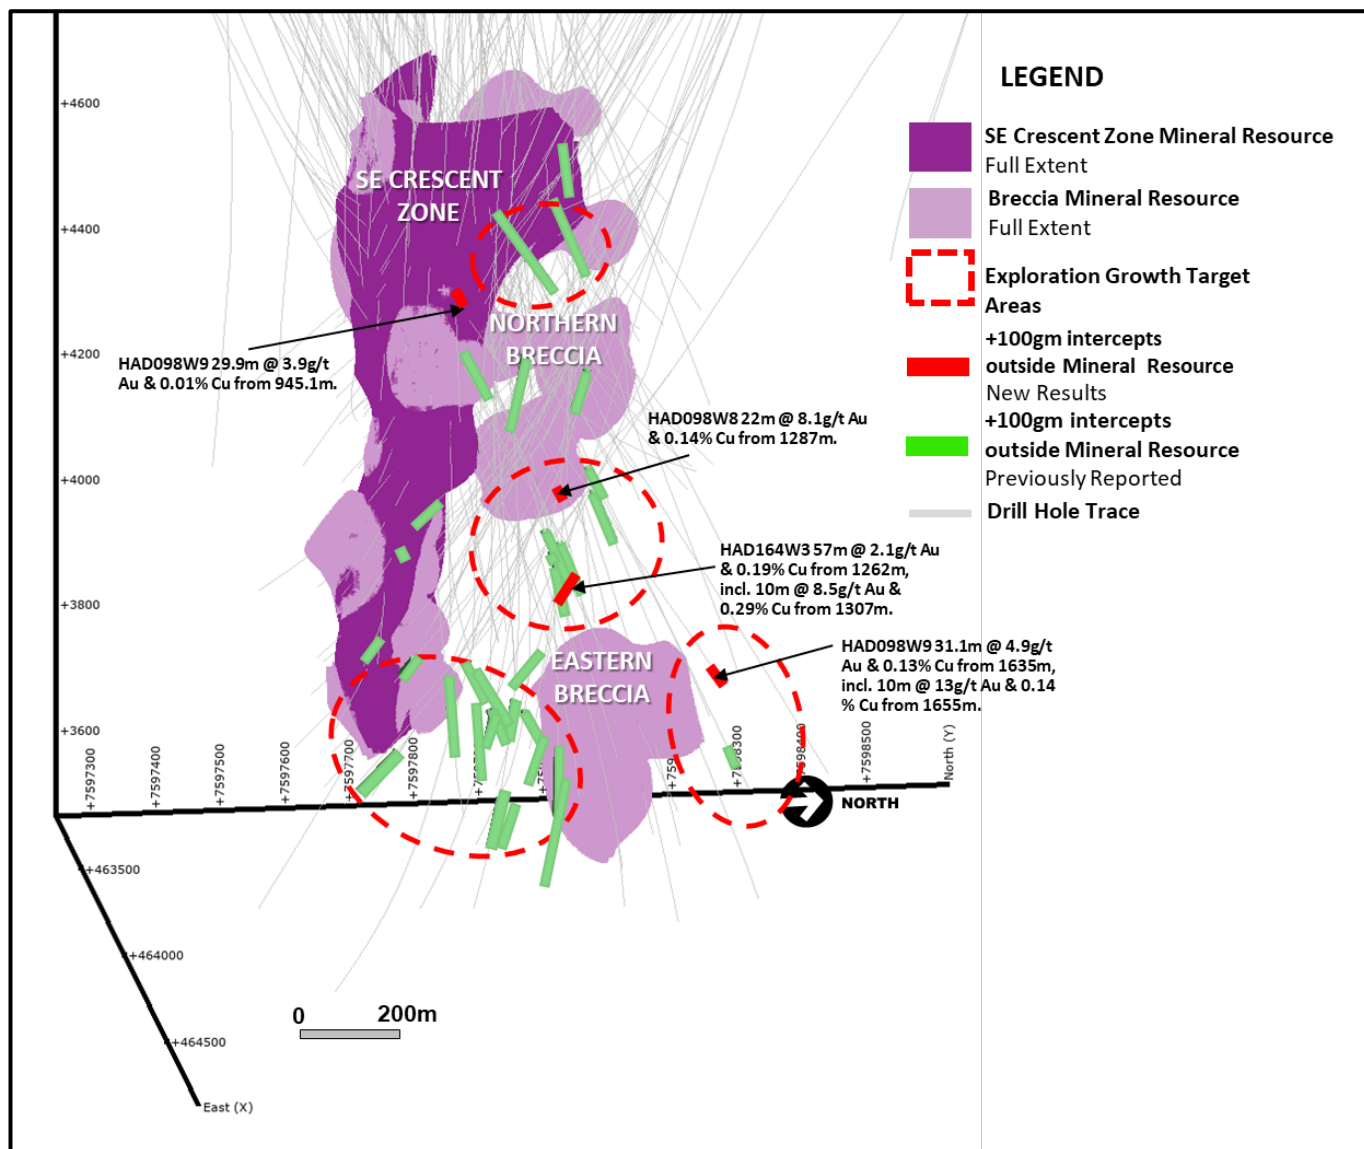 LEGEND
SE Crescent Zone Mineral Resource
Full Extent
Breccia Mineral Resource
Full Extent
Exploration Growth Target
Areas
+100gm intercepts
outside Mineral Resource
New Results
+100gm intercepts
outside Mineral Resource
Previously Reported
Drill Hole Trace
+4600
+4400
+4200
+4000
+3800
+3600
SE CRESCENT
ZONE
NORTHERN
BRECCIA
EASTERN
BRECCIA
HAD098W9 29.9m @ 3.9g/t
Au & 0.01% Cu from 945.1m.
HAD098W8 22m @ 8.1g/t Au
& 0.14% Cu from 1287m.
HAD164W3 57m @ 2.1g/t Au
& 0.19% Cu from 1262m,
incl. 10m @ 8.5g/t Au &
0.29% Cu from 1307m.
HAD098W9 31.1m @ 4.9g/t
Au & 0.13% Cu from 1635m,
incl. 10m @ 13g/t Au & 0.14
% Cu from 1655m.
+7597300
+7597400
+7597500
+7597600
+7597700
+7597800
+7598500
North (Y)
NORTH
+463500
+464000
+464500
East (X)
0 200m